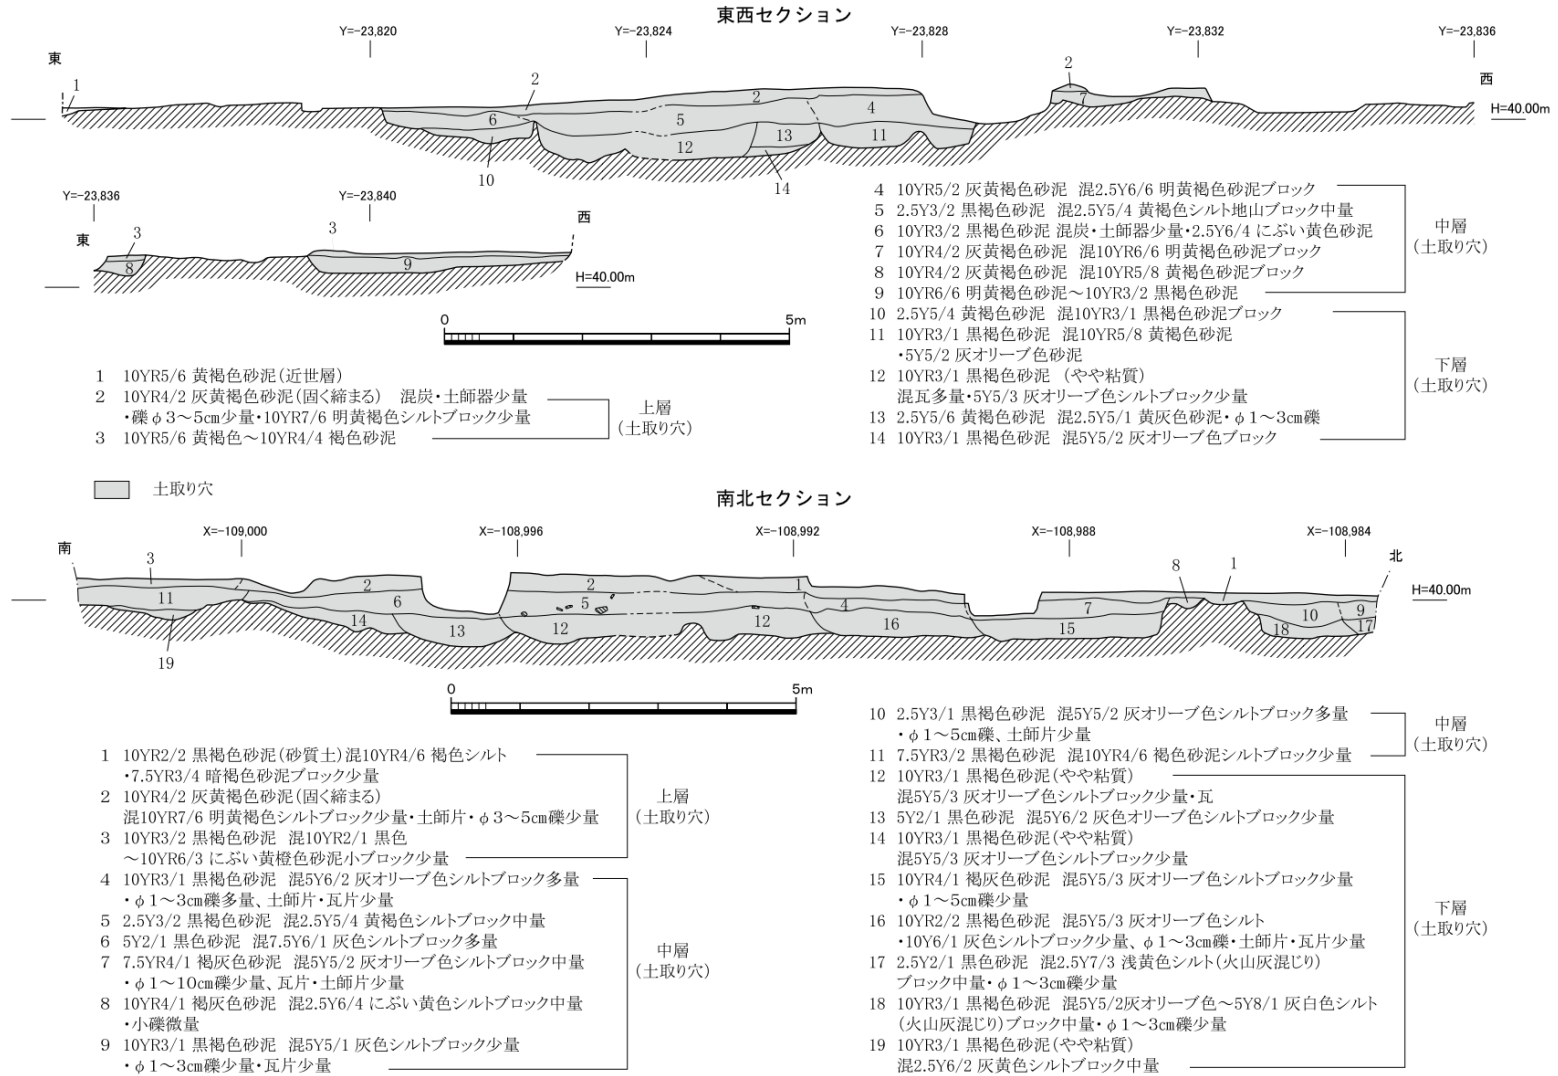 東西セクション
Y=-23,820
Y=-23,824
Y=-23,828
Y=-23,832
Y=-23,836
東
1
2
2
2
西
H=40.00m
6
5
4
7
10
12
13
14
11
Y=-23,836
Y=-23,840
東
3
3
西
8
9
H=40.00m
0
5m
1 10YR5/6 黄褐色砂泥(近世層)
2 10YR4/2 灰黄褐色砂泥(固く締まる) 混炭・土師器少量
・礫φ3～5㎝少量・10YR7/6 明黄褐色シルトブロック少量
3 10YR5/6 黄褐色～10YR4/4 褐色砂泥
上層
(土取り穴)
4 10YR5/2 灰黄褐色砂泥 混2.5Y6/6 明黄褐色砂泥ブロック
5 2.5Y3/2 黒褐色砂泥 混2.5Y5/4 黄褐色シルト地山ブロック中量
6 10YR3/2 黒褐色砂泥 混炭・土師器少量・2.5Y6/4 にぶい黄色砂泥
7 10YR4/2 灰黄褐色砂泥 混10YR6/6 明黄褐色砂泥ブロック
8 10YR4/2 灰黄褐色砂泥 混10YR5/8 黄褐色砂泥ブロック
9 10YR6/6 明黄褐色砂泥～10YR3/2 黒褐色砂泥
中層
(土取り穴)
10 2.5Y5/4 黄褐色砂泥 混10YR3/1 黒褐色砂泥ブロック
11 10YR3/1 黒褐色砂泥 混10YR5/8 黄褐色砂泥
・5Y5/2 灰オリーブ色砂泥
12 10YR3/1 黒褐色砂泥 (やや粘質)
混瓦多量・5Y5/3 灰オリーブ色シルトブロック少量
13 2.5Y5/6 黄褐色砂泥 混2.5Y5/1 黄灰色砂泥・φ1～3㎝礫
14 10YR3/1 黒褐色砂泥 混5Y5/2 灰オリーブ色ブロック
下層
(土取り穴)
土取り穴
南北セクション
X=-109,000
X=-108,996
X=-108,992
X=-108,988
X=-108,984
南
3
8
1
北
H=40.00m
11
2
6
2
5
1
4
7
10
9
19
14
13
12
12
16
15
18
17
0
5m
1 10YR2/2 黒褐色砂泥(砂質土)混10YR4/6 褐色シルト
・7.5YR3/4 暗褐色砂泥ブロック少量
2 10YR4/2 灰黄褐色砂泥(固く締まる)
混10YR7/6 明黄褐色シルトブロック少量・土師片・φ3～5㎝礫少量
3 10YR3/2 黒褐色砂泥 混10YR2/1 黒色
～10YR6/3 にぶい黄橙色砂泥小ブロック少量
上層
(土取り穴)
4 10YR3/1 黒褐色砂泥 混5Y6/2 灰オリーブ色シルトブロック多量
・φ1～3㎝礫多量、土師片・瓦片少量
5 2.5Y3/2 黒褐色砂泥 混2.5Y5/4 黄褐色シルトブロック中量
6 5Y2/1 黒色砂泥 混7.5Y6/1 灰色シルトブロック多量
7 7.5YR4/1 褐灰色砂泥 混5Y5/2 灰オリーブ色シルトブロック中量
・φ1～10㎝礫少量、瓦片・土師片少量
8 10YR4/1 褐灰色砂泥 混2.5Y6/4 にぶい黄色シルトブロック中量
・小礫微量
9 10YR3/1 黒褐色砂泥 混5Y5/1 灰色シルトブロック少量
・φ1～3㎝礫少量・瓦片少量
中層
(土取り穴)
10 2.5Y3/1 黒褐色砂泥 混5Y5/2 灰オリーブ色シルトブロック多量
・φ1～5㎝礫、土師片少量
11 7.5YR3/2 黒褐色砂泥 混10YR4/6 褐色砂泥シルトブロック少量
中層
(土取り穴)
12 10YR3/1 黒褐色砂泥(やや粘質)
混5Y5/3 灰オリーブ色シルトブロック少量・瓦
13 5Y2/1 黒色砂泥 混5Y6/2 灰色オリーブ色シルトブロック少量
14 10YR3/1 黒褐色砂泥(やや粘質)
混5Y5/3 灰オリーブ色シルトブロック少量
15 10YR4/1 褐灰色砂泥 混5Y5/3 灰オリーブ色シルトブロック少量
・φ1～5㎝礫少量
16 10YR2/2 黒褐色砂泥 混5Y5/3 灰オリーブ色シルト
・10Y6/1 灰色シルトブロック少量、φ1～3㎝礫・土師片・瓦片少量
17 2.5Y2/1 黒色砂泥 混2.5Y7/3 浅黄色シルト(火山灰混じり)
ブロック中量・φ1～3㎝礫少量
18 10YR3/1 黒褐色砂泥 混5Y5/2灰オリーブ色～5Y8/1 灰白色シルト
(火山灰混じり)ブロック中量・φ1～3㎝礫少量
19 10YR3/1 黒褐色砂泥(やや粘質)
混2.5Y6/2 灰黄色シルトブロック中量
下層
(土取り穴)